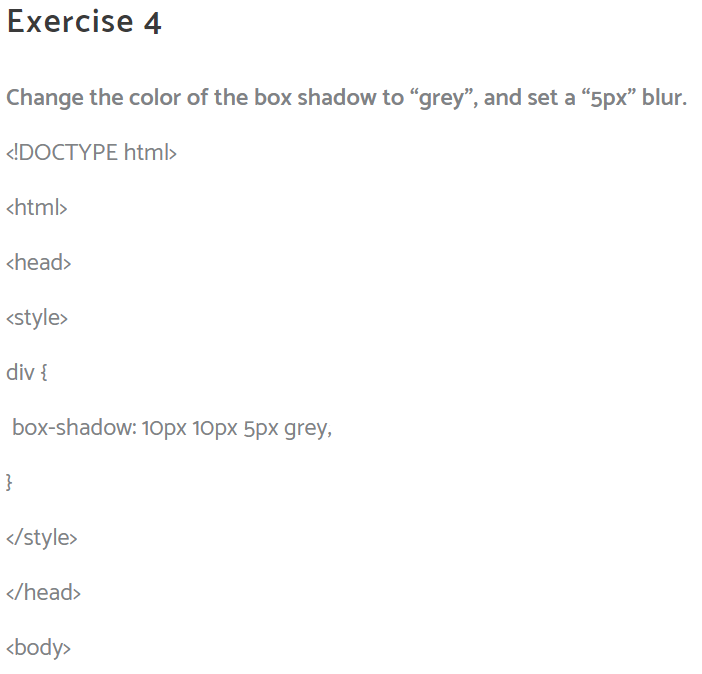 Exercise 4
Change the color of the box shadow to “grey”, and set a “5px” blur.
<!DOCTYPE html>
<html>
<head>
<style>
div {
box-shadow: 10px 10px 5px grey,
}
</style>
</head>
<body>